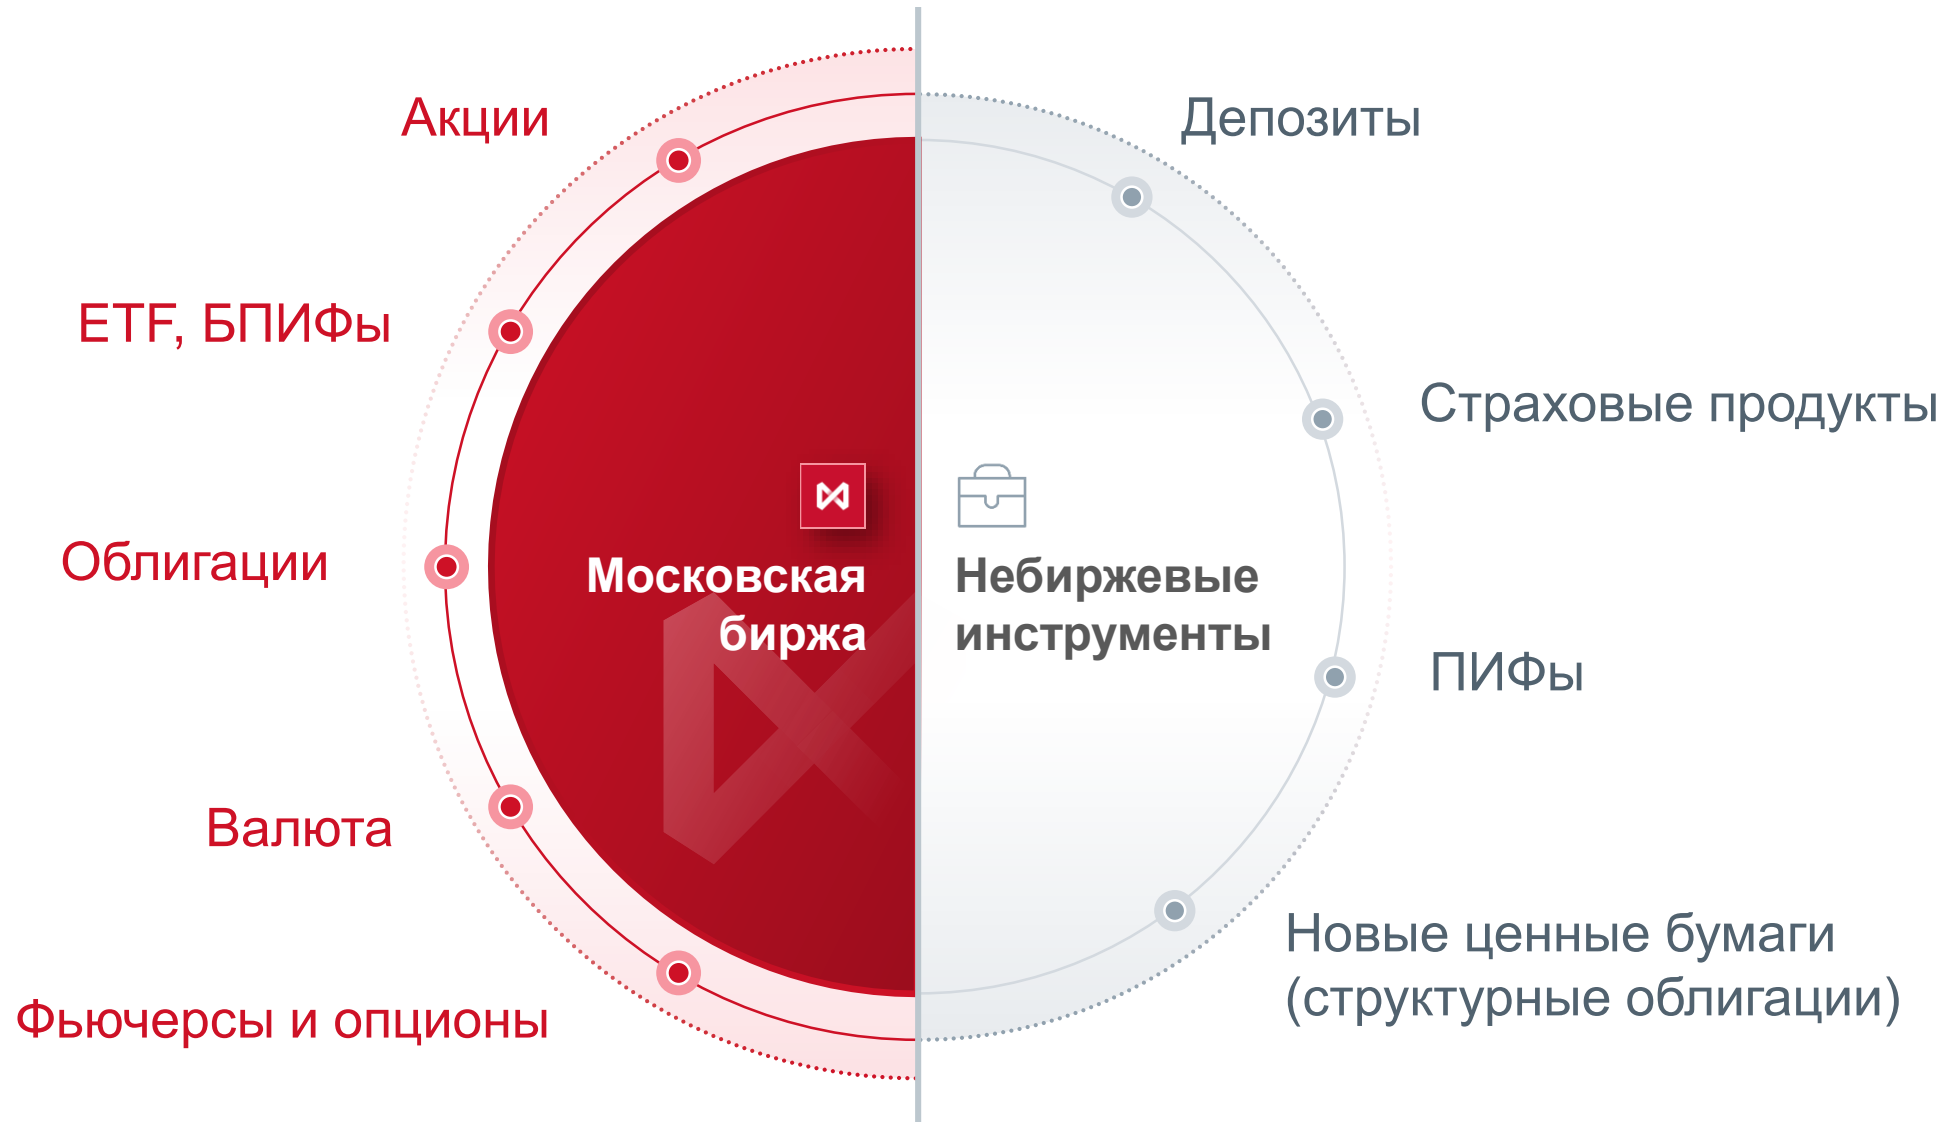 Акции
ETF, БПИФы
Облигации
Валюта
Фьючерсы и опционы
Московская
биржа
Небиржевые
инструменты
Депозиты
Страховые продукты
ПИФы
Новые ценные бумаги
(структурные облигации)